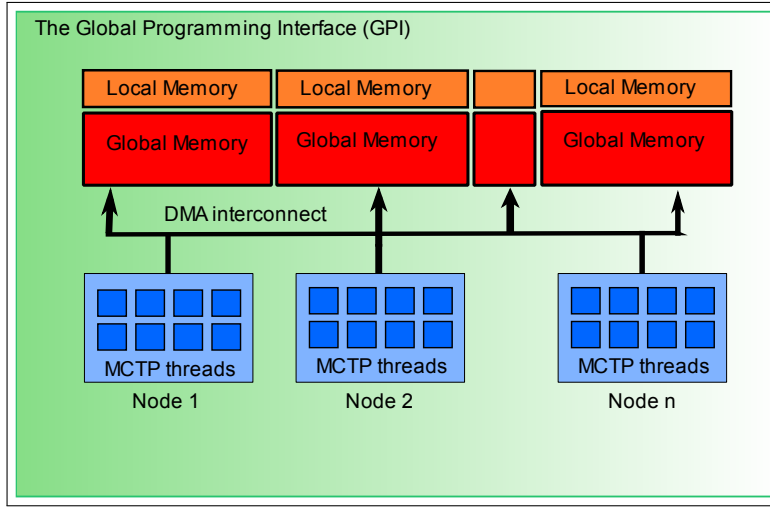 The Global Programming Interface (GPI)
Local Memory
Local Memory
Local Memory
Global Memory
Global Memory
Global Memory
DMA interconnect
MCTP threads
MCTP threads
MCTP threads
Node 1
Node 2
Node n